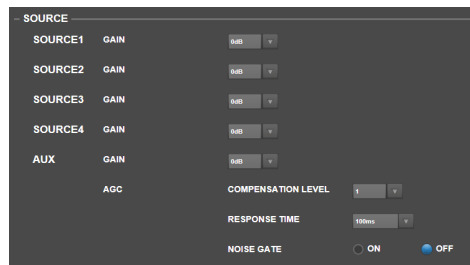 SOURCE
SOURCE1 GAIN 0dB
SOURCE2 GAIN 0dB
SOURCE3 GAIN 0dB
SOURCE4 GAIN 0dB
AUX GAIN 0dB
AGC COMPENSATION LEVEL 1
RESPONSE TIME 100ms
NOISE GATE ON OFF